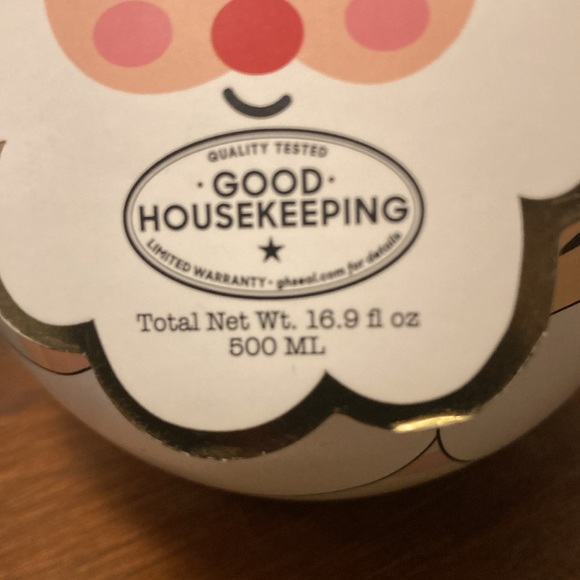 QUALITY TESTED
·GOOD·
HOUSEKEEPING
LIMITED WARRANTY · ghseal.com for details
Total Net Wt. 16.9 fl oz
500 ML